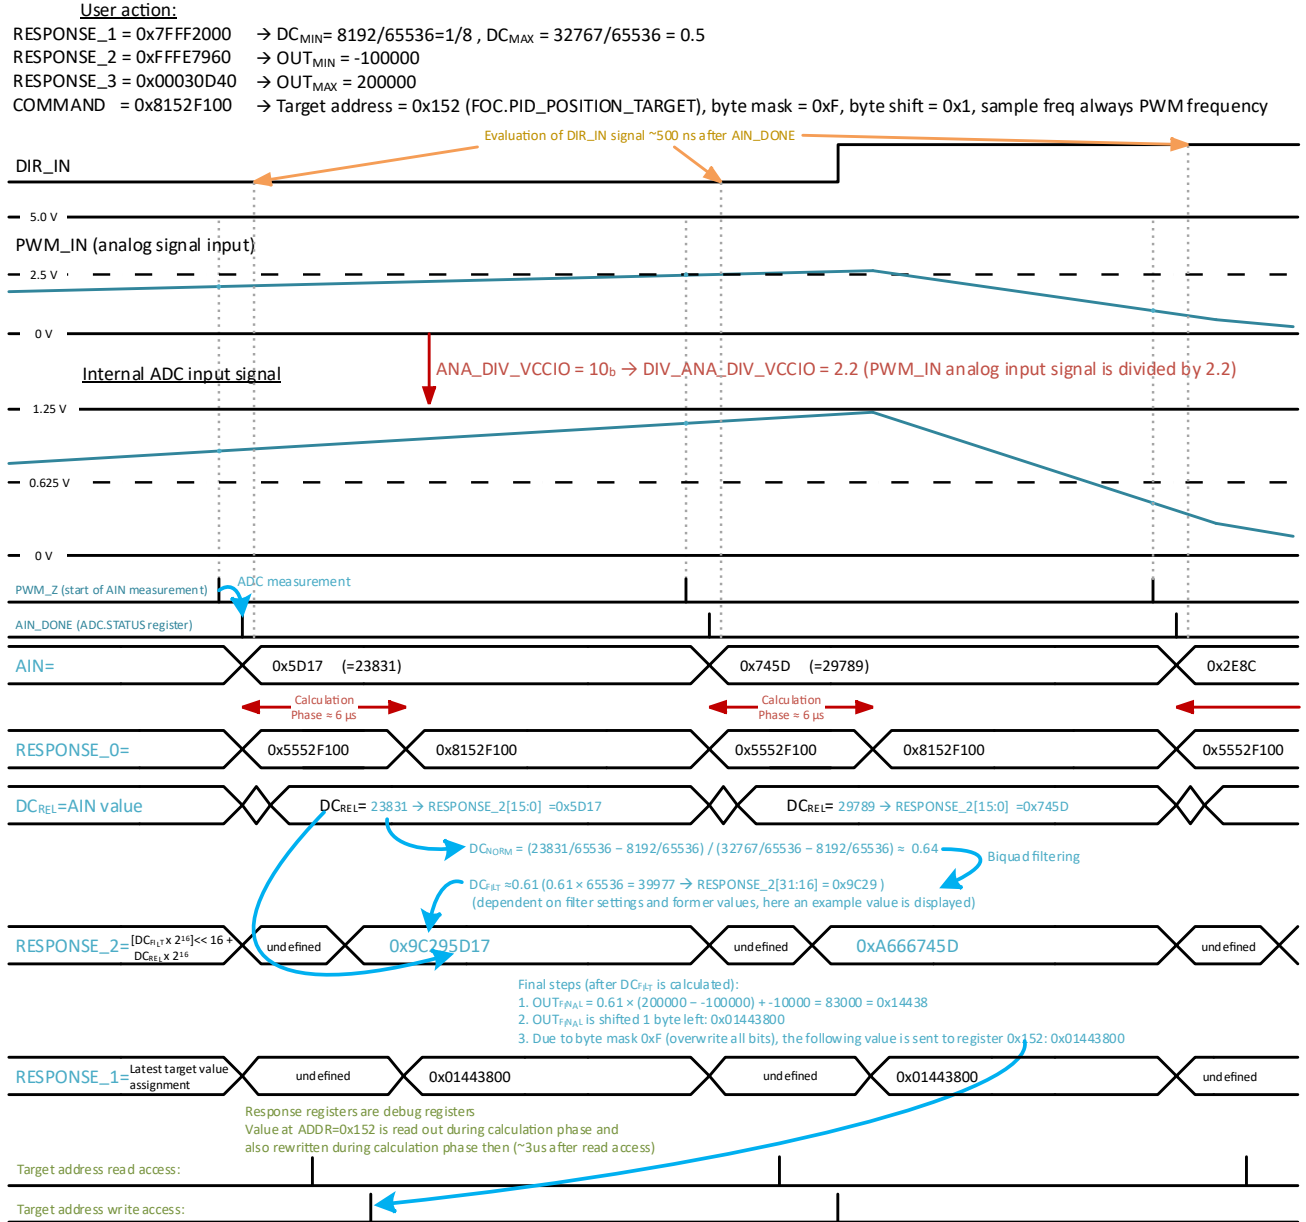 User action:
RESPONSE_1 = 0x7FFF2000 → DCMIN= 8192/65536=1/8 , DCMAX = 32767/65536 = 0.5
RESPONSE_2 = 0xFFFE7960 → OUTMIN = -100000
RESPONSE_3 = 0x00030D40 → OUTMAX = 200000
COMMAND = 0x8152F100 → Target address = 0x152 (FOC.PID_POSITION_TARGET), byte mask = 0xF, byte shift = 0x1, sample freq always PWM frequency
Evaluation of DIR_IN signal ~500 ns after AIN_DONE
DIR_IN
5.0 V
PWM_IN (analog signal input)
2.5 V
0 V
ANA_DIV_VCCIO = 10b → DIV_ANA_DIV_VCCIO = 2.2 (PWM_IN analog input signal is divided by 2.2)
Internal ADC input signal
1.25 V
0.625 V
0 V
ADC measurement
PWM_Z (start of AIN measurement)
AIN_DONE (ADC.STATUS register)
AIN= 0x5D17 (=23831) 0x745D (=29789) 0x2E8C
Calculation Calculation
Phase ≈ 6 µs Phase ≈ 6 µs
RESPONSE_0= 0x5552F100 0x8152F100 0x5552F100 0x8152F100 0x5552F100
DCREL=AIN value DCREL= 23831 → RESPONSE_2[15:0] =0x5D17 DCREL= 29789 → RESPONSE_2[15:0] =0x745D
DCNORM = (23831/65536 – 8192/65536) / (32767/65536 – 8192/65536) ≈ 0.64
Biquad filtering
DCFILT ≈0.61 (0.61 × 65536 = 39977 → RESPONSE_2[31:16] = 0x9C29 )
(dependent on filter settings and former values, here an example value is displayed)
RESPONSE_2= [DCFILT x 2^16]<< 16 + DCREL x 2^16 undefined 0x9C295D17 undefined 0xA666745D undefined
Final steps (after DCFILT is calculated):
1. OUTFINAL = 0.61 × (200000 – -100000) + -10000 = 83000 = 0x14438
2. OUTFINAL is shifted 1 byte left: 0x01443800
3. Due to byte mask 0xF (overwrite all bits), the following value is sent to register 0x152: 0x01443800
RESPONSE_1= Latest target value assignment undefined 0x01443800 undefined 0x01443800 undefined
Response registers are debug registers
Value at ADDR=0x152 is read out during calculation phase and
also rewritten during calculation phase then (~3us after read access)
Target address read access:
Target address write access: